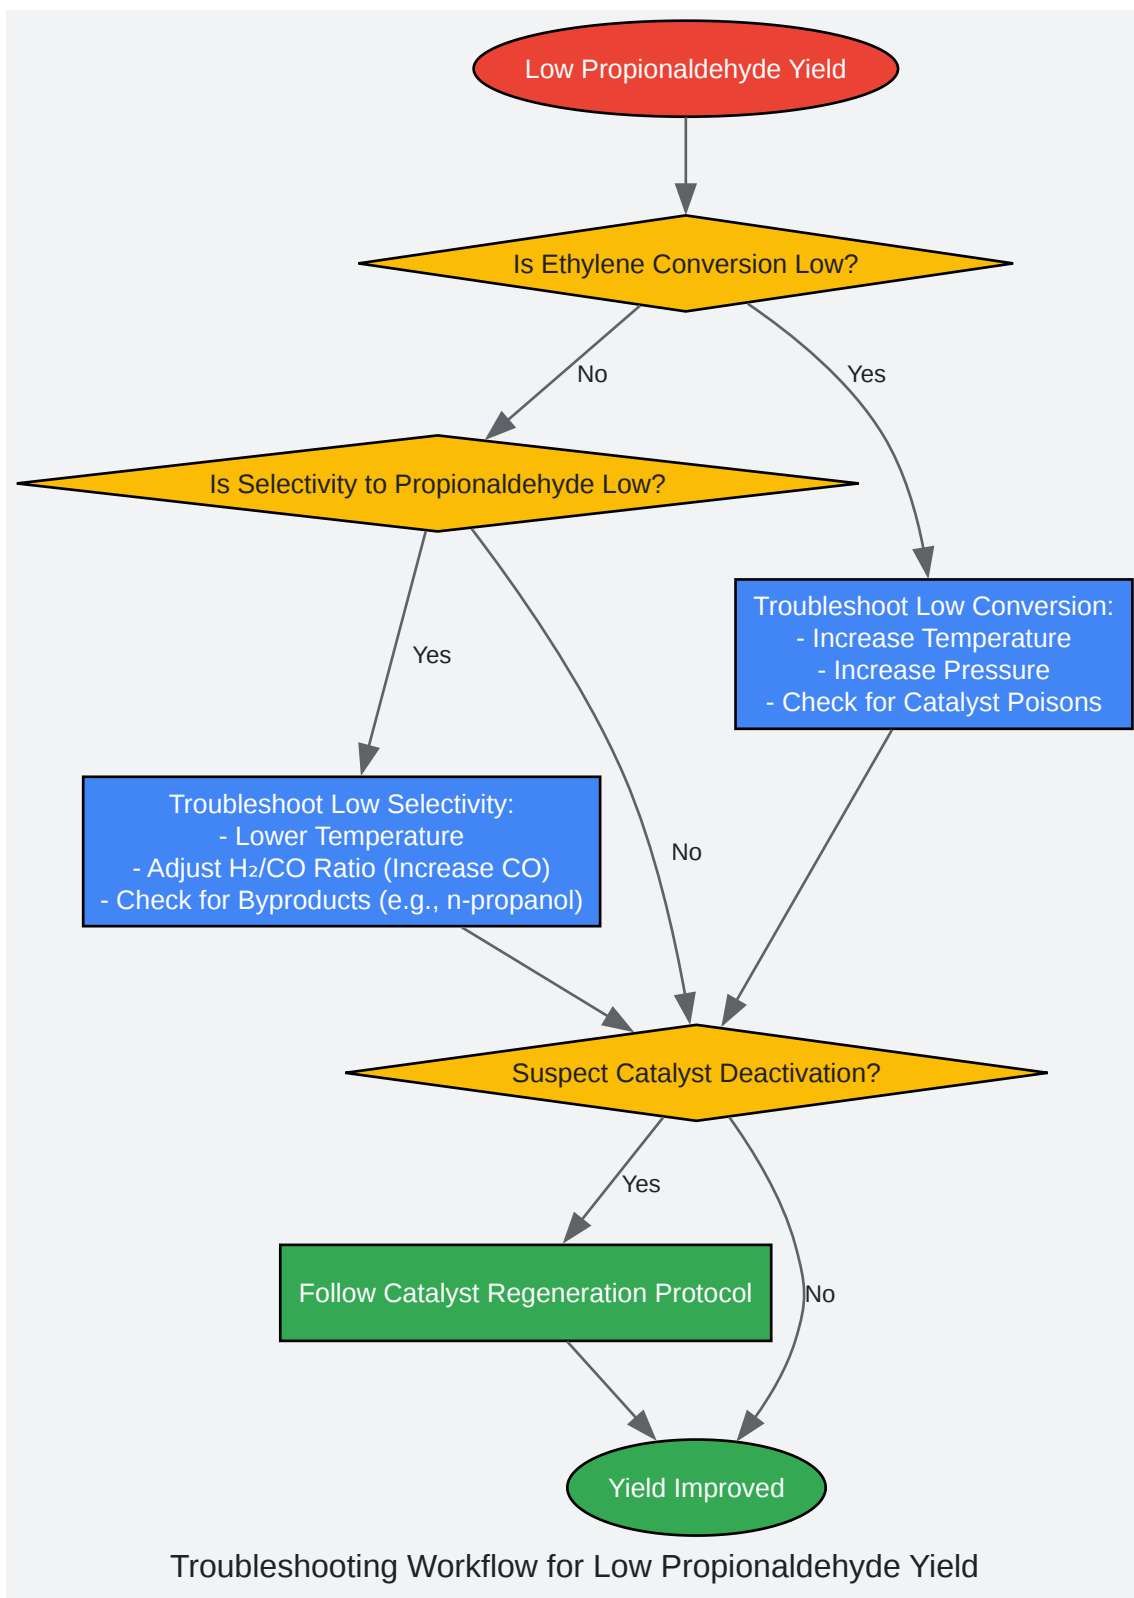 Low Propionaldehyde Yield
Is Ethylene Conversion Low?
No
Yes
Is Selectivity to Propionaldehyde Low?
Troubleshoot Low Conversion:
- Increase Temperature
- Increase Pressure
- Check for Catalyst Poisons
Yes
Troubleshoot Low Selectivity:
- Lower Temperature
- Adjust H₂/CO Ratio (Increase CO)
- Check for Byproducts (e.g., n-propanol)
No
Suspect Catalyst Deactivation?
Yes
Follow Catalyst Regeneration Protocol
No
Yield Improved
Troubleshooting Workflow for Low Propionaldehyde Yield